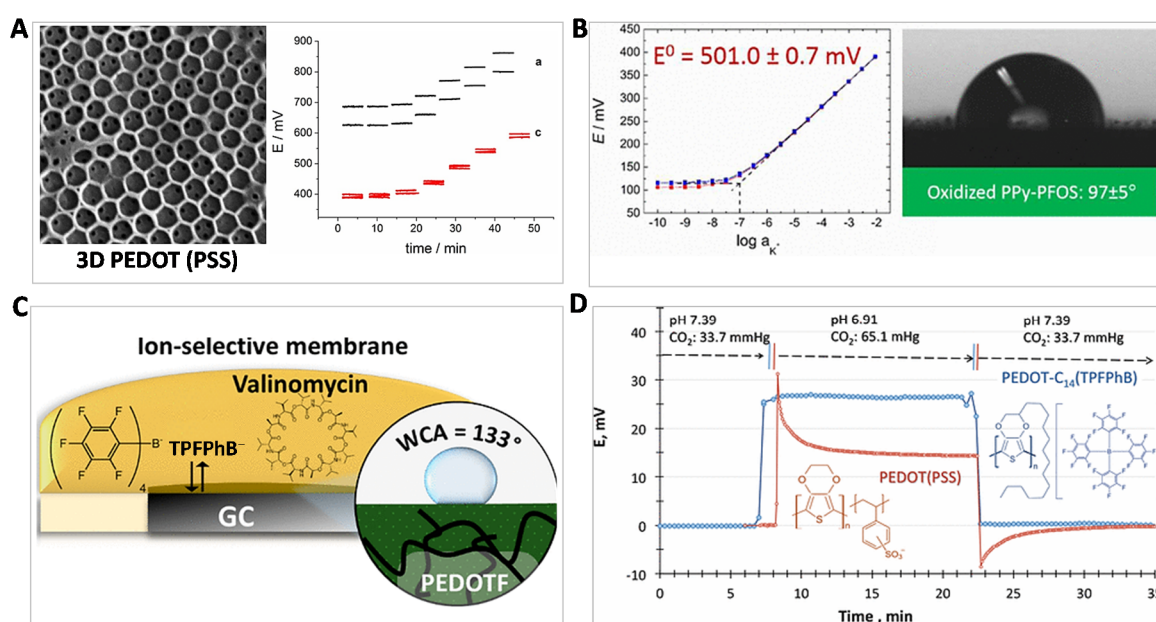 A
3D PEDOT (PSS)
E / mV
900
800
700
600
500
400
a
c
0 10 20 30 40 50
time / min
B
E⁰ = 501.0 ± 0.7 mV
E / mV
450
400
350
300
250
200
150
100
50
-10 -9 -8 -7 -6 -5 -4 -3 -2
log a_K⁺
Oxidized PPy-PFOS: 97±5°
C
Ion-selective membrane
Valinomycin
F F
F B⁻
F F
4
TPFPhB⁻
GC
WCA = 133°
PEDOTF
D
pH 7.39
CO₂: 33.7 mmHg
pH 6.91
CO₂: 65.1 mHg
pH 7.39
CO₂: 33.7 mmHg
PEDOT-C₁₄(TPFPhB)
PEDOT(PSS)
O O
S
n
SO₃⁻
E, mV
40
30
20
10
0
-10
0 5 10 15 20 25 30 35
Time , min